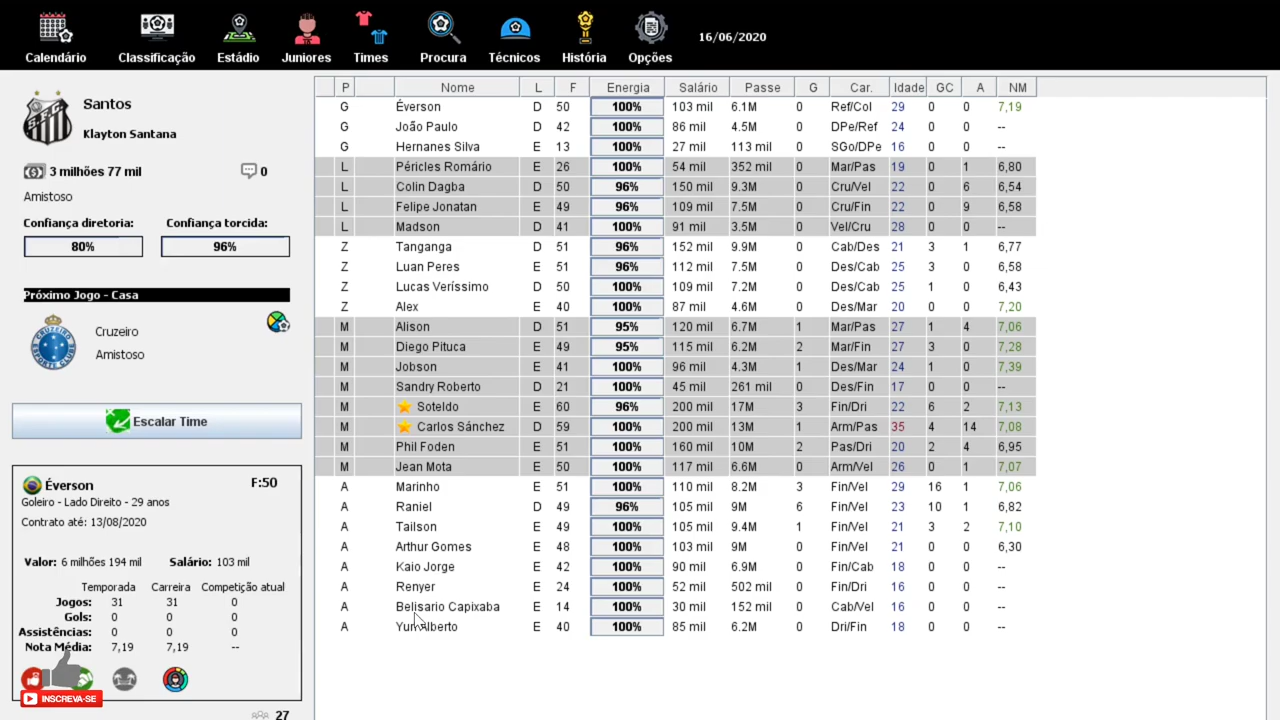 Calendário Classificação Estádio Juniores Times Procura Técnicos História Opções 16/06/2020
Santos
Klayton Santana
3 milhões 77 mil 0
Amistoso
Confiança diretoria: Confiança torcida:
80% 96%
Próximo Jogo - Casa
Cruzeiro
Amistoso
Escalar Time
Éverson F:50
Goleiro - Lado Direito - 29 anos
Contrato até: 13/08/2020
Valor: 6 milhões 194 mil Salário: 103 mil
Temporada Carreira Competição atual
Jogos: 31 31 0
Gols: 0 0 0
Assistências: 0 0 0
Nota Média: 7,19 7,19 --
INSCREVA-SE
27
P Nome L F Energia Salário Passe G Car. Idade GC A NM
G Éverson D 50 100% 103 mil 6.1M 0 Ref/Col 29 0 0 7,19
G João Paulo D 42 100% 86 mil 4.5M 0 DPe/Ref 24 0 0 --
G Hernanes Silva E 13 100% 27 mil 113 mil 0 SGo/DPe 16 0 0 --
L Péricles Romário E 26 100% 54 mil 352 mil 0 Mar/Pas 19 0 1 6,80
L Colin Dagba D 50 96% 150 mil 9.3M 0 Cru/Vel 22 0 6 6,54
L Felipe Jonatan E 49 96% 109 mil 7.5M 0 Cru/Fin 22 0 9 6,58
L Madson D 41 100% 91 mil 3.5M 0 Vel/Cru 28 0 0 --
Z Tanganga D 51 96% 152 mil 9.9M 0 Cab/Des 21 3 1 6,77
Z Luan Peres E 51 96% 112 mil 7.5M 0 Des/Cab 25 3 0 6,58
Z Lucas Veríssimo D 50 100% 109 mil 7.2M 0 Des/Cab 25 1 0 6,43
Z Alex E 40 100% 87 mil 4.6M 0 Des/Mar 20 0 0 7,20
M Alison D 51 95% 120 mil 6.7M 1 Mar/Pas 27 1 4 7,06
M Diego Pituca E 49 95% 115 mil 6.2M 2 Mar/Fin 27 3 0 7,28
M Jobson E 41 100% 96 mil 4.3M 1 Des/Mar 24 1 0 7,39
M Sandry Roberto D 21 100% 45 mil 261 mil 0 Des/Fin 17 0 0 --
M Soteldo E 60 96% 200 mil 17M 3 Fin/Dri 22 6 2 7,13
M Carlos Sánchez D 59 100% 200 mil 13M 1 Arm/Pas 35 4 14 7,08
M Phil Foden E 51 100% 160 mil 10M 2 Pas/Dri 20 2 4 6,95
M Jean Mota E 50 100% 117 mil 6.6M 0 Arm/Vel 26 0 1 7,07
A Marinho E 51 100% 110 mil 6.2M 3 Fin/Vel 29 16 1 7,06
A Raniel D 49 96% 105 mil 9M 6 Fin/Vel 23 10 1 6,82
A Tailson E 49 100% 105 mil 9.4M 1 Fin/Vel 21 3 2 7,10
A Arthur Gomes E 48 100% 103 mil 9M 0 Fin/Vel 21 0 0 6,30
A Kaio Jorge E 42 100% 90 mil 6.9M 0 Fin/Cab 18 0 0 --
A Renyer E 24 100% 52 mil 502 mil 0 Fin/Dri 16 0 0 --
A Belisario Capixaba E 14 100% 30 mil 152 mil 0 Cab/Vel 16 0 0 --
A Yuri Alberto E 40 100% 85 mil 6.2M 0 Dri/Fin 18 0 0 --